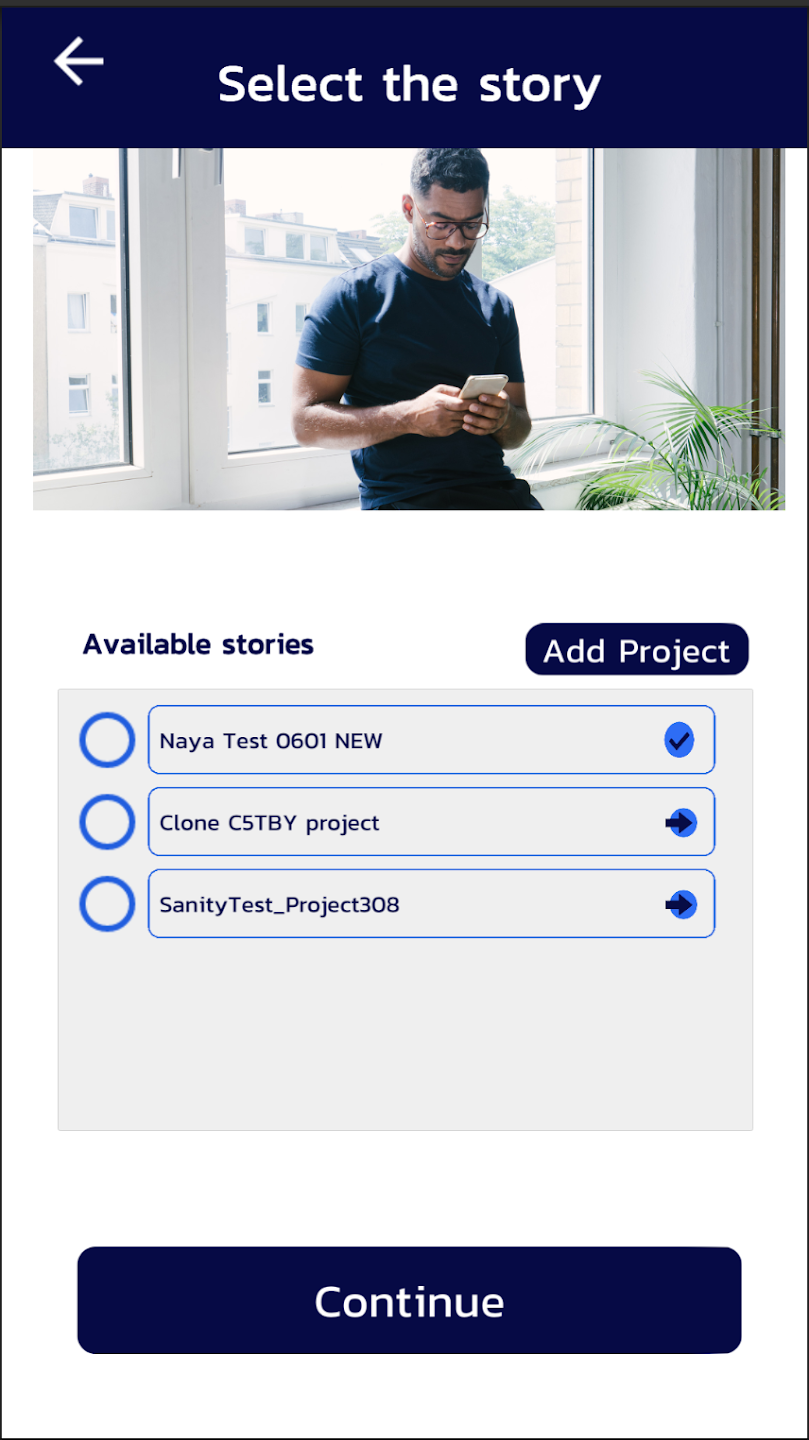 Select the story
Available stories
Add Project
Naya Test 0601 NEW
Clone C5TBY project
SanityTest_Project308
Continue